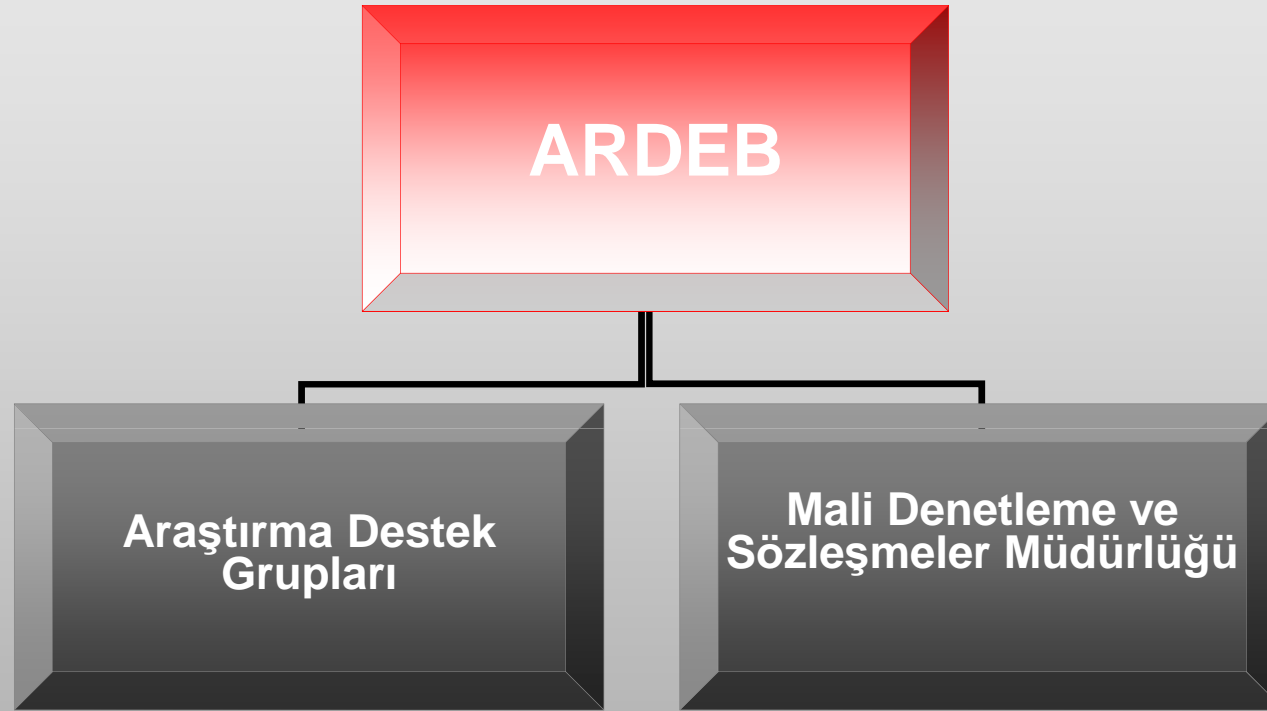 ARDEB
Araştırma Destek
Grupları
Mali Denetleme ve
Sözleşmeler Müdürlüğü